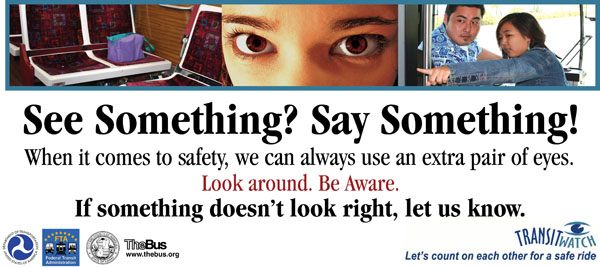 See Something? Say Something!
When it comes to safety, we can always use an extra pair of eyes.
Look around. Be Aware.
If something doesn't look right, let us know.
FTA
Federal Transit
Administration
TheBus
www.thebus.org
TRANSITWATCH
Let's count on each other for a safe ride